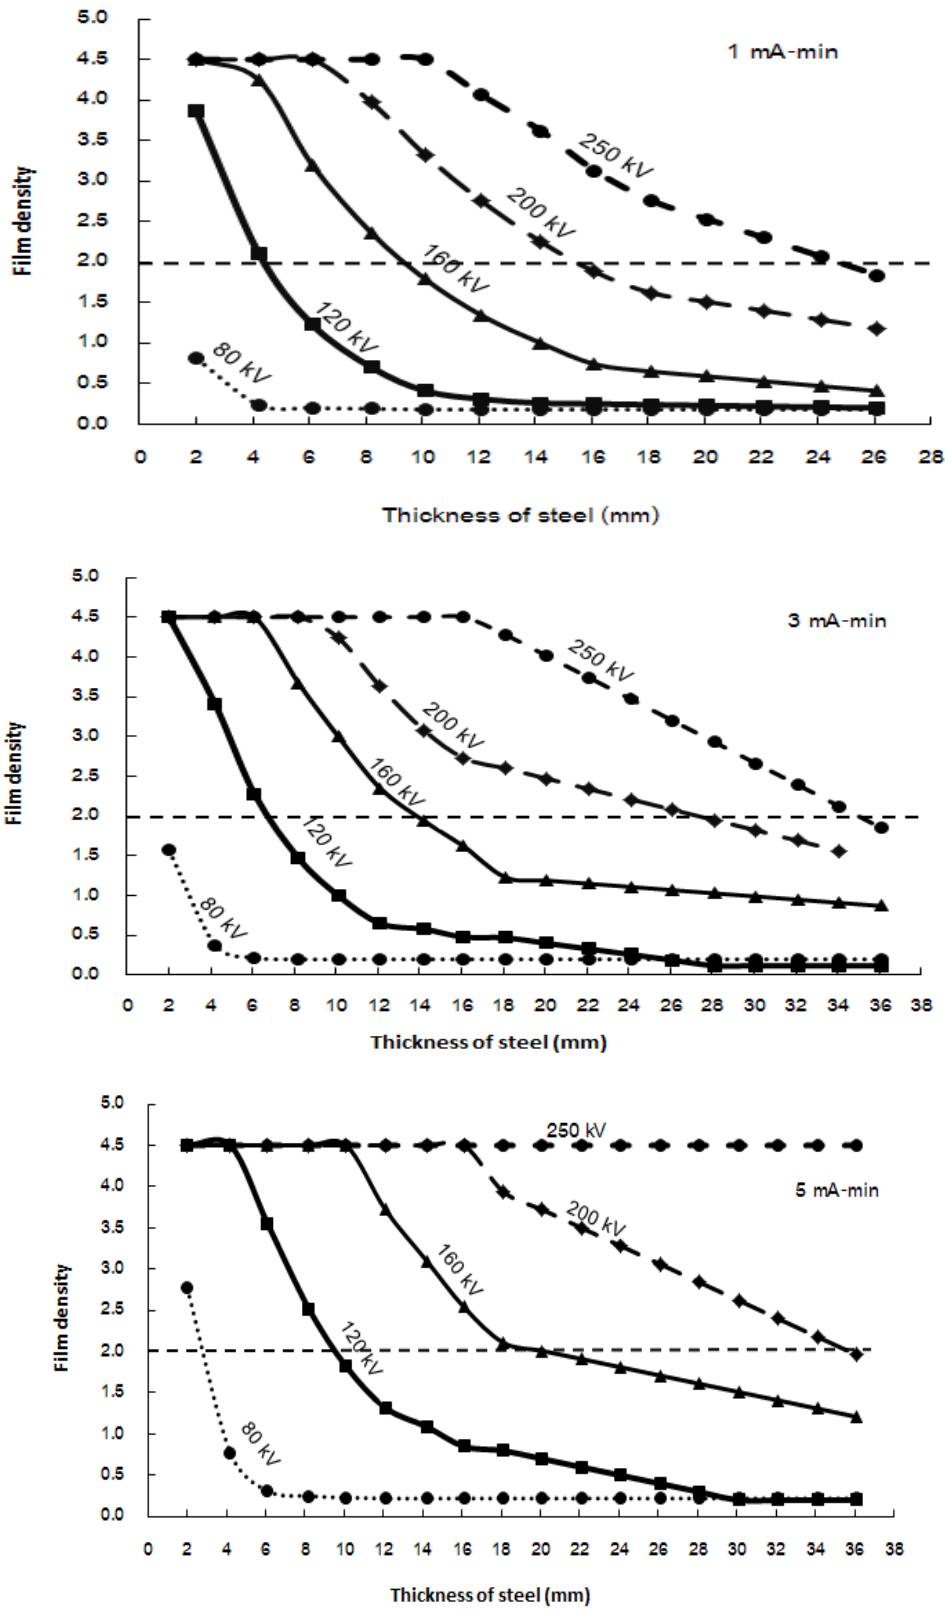 5.0
1 mA-min
4.5
4.0
3.5
250 kV
3.0
200 kV
2.5
Film density
2.0
160 kV
1.5
120 kV
1.0
80 kV
0.5
0.0
0 2 4 6 8 10 12 14 16 18 20 22 24 26 28
Thickness of steel (mm)
5.0
3 mA-min
4.5
4.0
250 kV
3.5
200 kV
3.0
2.5
160 kV
Film density
2.0
120 kV
1.5
1.0
80 kV
0.5
0.0
0 2 4 6 8 10 12 14 16 18 20 22 24 26 28 30 32 34 36 38
Thickness of steel (mm)
5.0
250 kV
4.5
5 mA-min
4.0
200 kV
3.5
3.0
160 kV
2.5
Film density
2.0
120 kV
1.5
1.0
80 kV
0.5
0.0
0 2 4 6 8 10 12 14 16 18 20 22 24 26 28 30 32 34 36 38
Thickness of steel (mm)